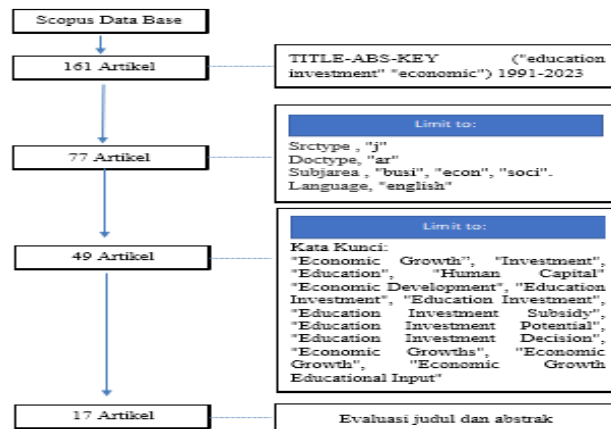 Scopus Data Base
161 Artikel
TITLE-ABS-KEY ("education
investment" "economic") 1991-2023
77 Artikel
Limit to:
Srctype , "j"
Doctype, "ar"
Subjarea , "busi", "econ", "soci".
Language, "english"
49 Artikel
Limit to:
Kata Kunci:
"Economic Growth", "Investment",
"Education", "Human Capital"
"Economic Development", "Education
Investment", "Education Investment",
"Education Investment Subsidy",
"Education Investment Potential",
"Education Investment Decision",
"Economic Growths", "Economic
Growth", "Economic Growth
Educational Input"
17 Artikel
Evaluasi judul dan abstrak